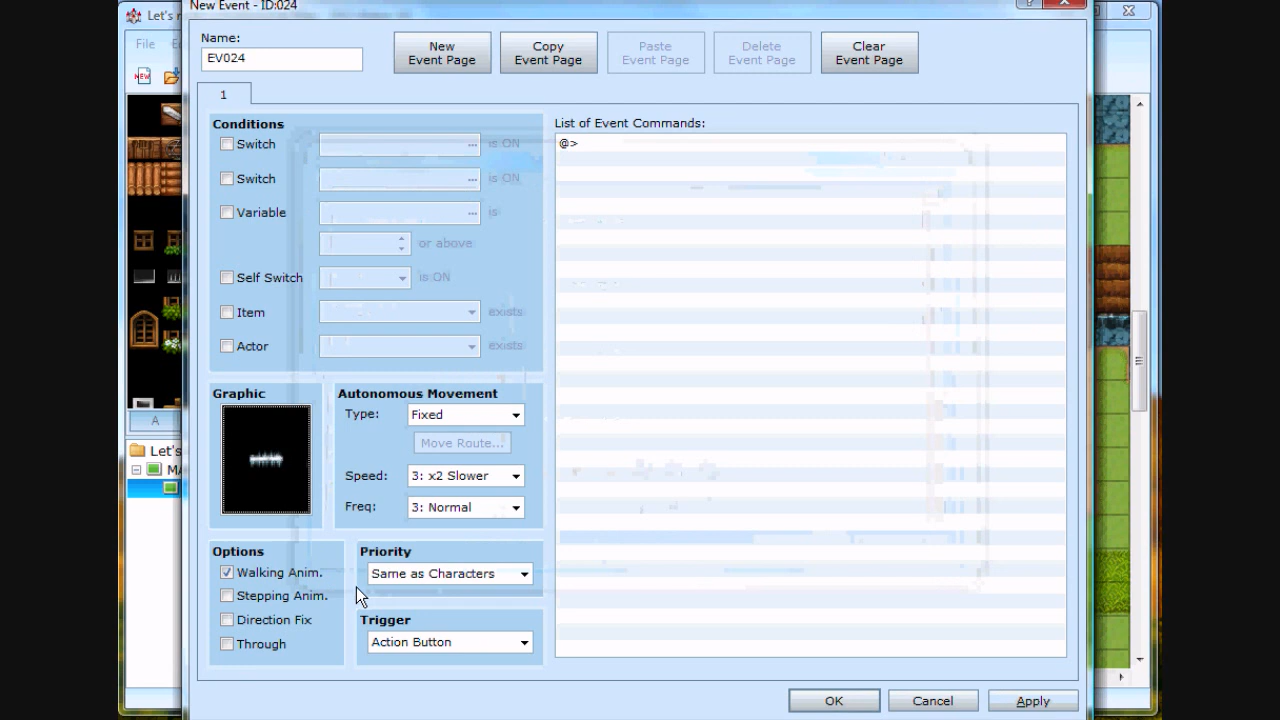 New Event - ID:024
Let's
File
Name:
EV024
New
Event Page
Copy
Event Page
Paste
Event Page
Delete
Event Page
Clear
Event Page
NEW
1
Conditions
List of Event Commands:
@>
Switch ... is ON
Switch ... is ON
Variable ... is
or above
Self Switch is ON
Item exists
Actor exists
Graphic
Autonomous Movement
Type: Fixed
Move Route...
Speed: 3: x2 Slower
Freq: 3: Normal
A
Let's
MA
Options
Walking Anim.
Stepping Anim.
Direction Fix
Through
Priority
Same as Characters
Trigger
Action Button
OK
Cancel
Apply